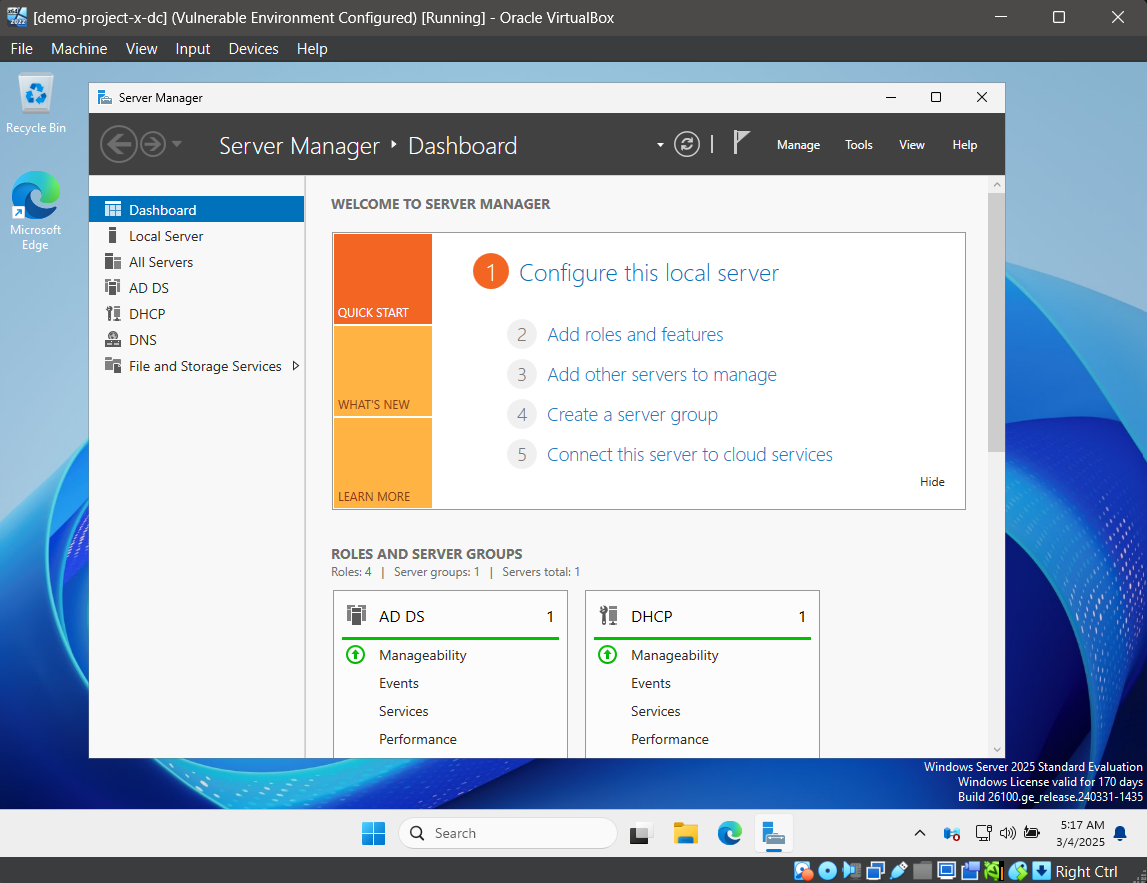 [demo-project-x-dc] (Vulnerable Environment Configured) [Running] - Oracle VirtualBox
File Machine View Input Devices Help
Recycle Bin
Microsoft Edge
Server Manager
Server Manager Dashboard
Manage Tools View Help
Dashboard
Local Server
All Servers
AD DS
DHCP
DNS
File and Storage Services
WELCOME TO SERVER MANAGER
QUICK START
WHAT'S NEW
LEARN MORE
1 Configure this local server
2 Add roles and features
3 Add other servers to manage
4 Create a server group
5 Connect this server to cloud services
Hide
ROLES AND SERVER GROUPS
Roles: 4 | Server groups: 1 | Servers total: 1
AD DS 1
Manageability
Events
Services
Performance
DHCP 1
Manageability
Events
Services
Performance
Windows Server 2025 Standard Evaluation
Windows License valid for 170 days
Build 26100.ge_release.240331-1435
Search
5:17 AM
3/4/2025
Right Ctrl